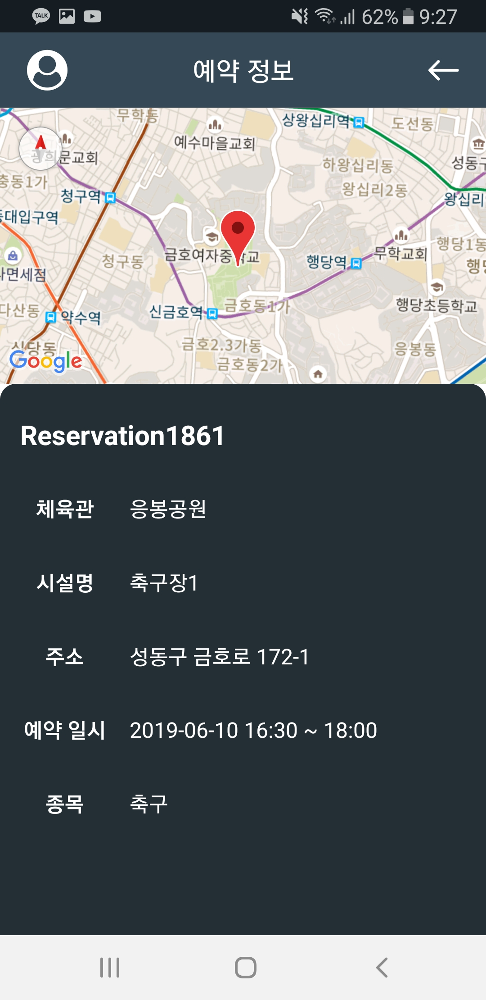 TALK
62% 9:27
예약 정보
무학동
상왕십리역
도선동
예수마을교회
광희문교회
성동구
하왕십리동
충동1가
왕십리2동
청구역
왕십리역
동대입구역
행당1동
금호여자중학교
무학교회
청구동
행당역
행당
라면세점
다산동
신금호역
금호동1가
행당초등학교
약수역
신당동
금호2.3가동
응봉동
Google
금호동2가
Reservation1861
체육관 응봉공원
시설명 축구장1
주소 성동구 금호로 172-1
예약 일시 2019-06-10 16:30 ~ 18:00
종목 축구